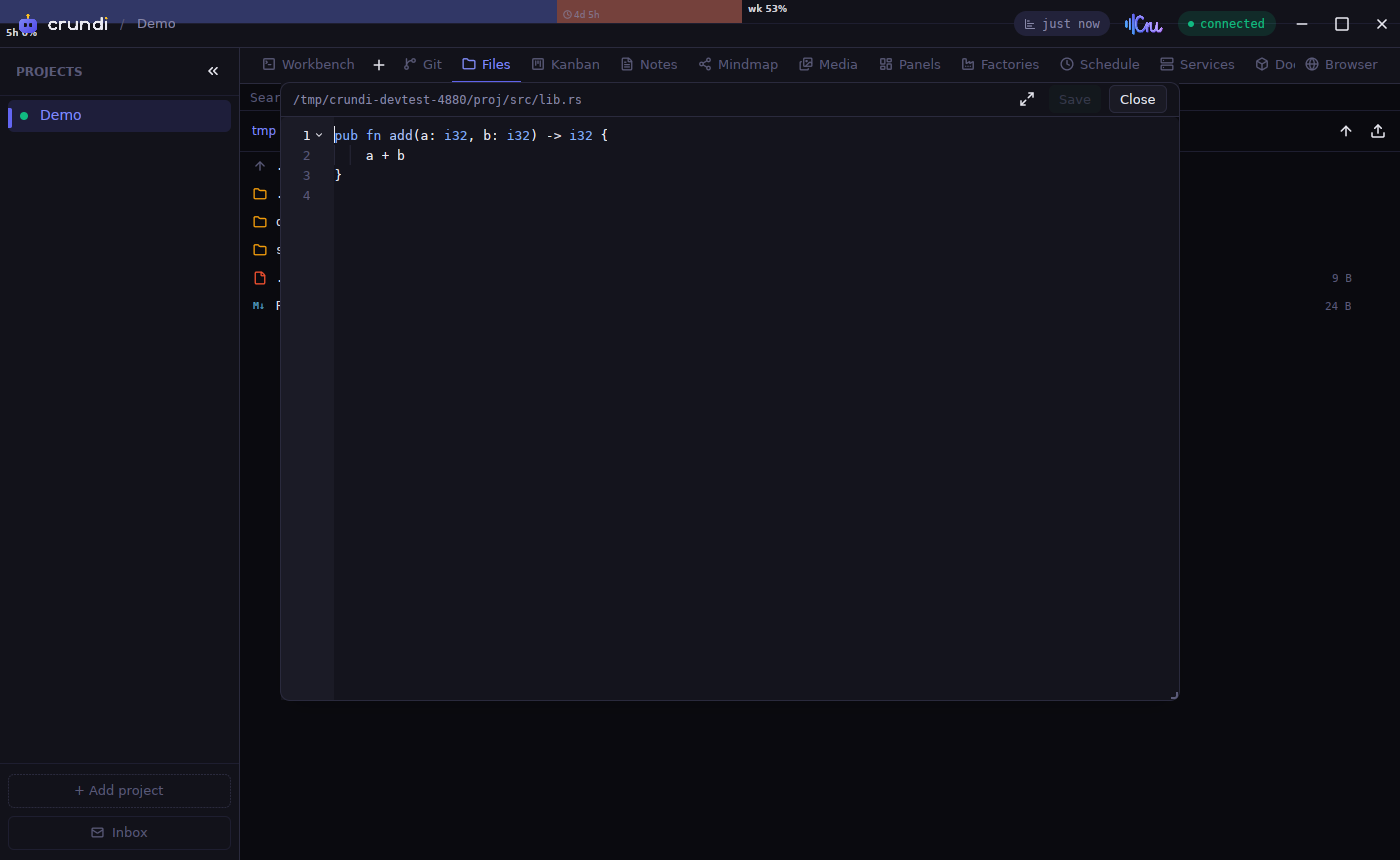 4d 5h
wk 53%
crundi / Demo
just now
Cru
connected
PROJECTS
Workbench
Git
Files
Kanban
Notes
Mindmap
Media
Panels
Factories
Schedule
Services
Browser
Demo
/tmp/crundi-devtest-4880/proj/src/lib.rs
Save
Close
tmp
1 pub fn add(a: i32, b: i32) -> i32 {
2 a + b
3 }
4
9 B
M↓
24 B
+ Add project
Inbox